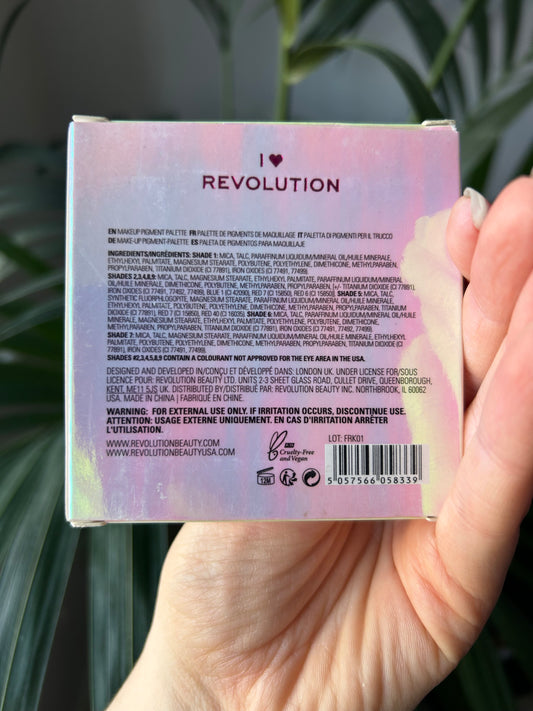 I ♥
REVOLUTION
EN MAKEUP PIGMENT PALETTE FR PALETTE DE PIGMENTS DE MAQUILLAGE IT PALETTA DI PIGMENTI PER IL TRUCCO
DE MAKE-UP PIGMENT-PALETTE ES PALETA DE PIGMENTOS PARA MAQUILLAJE
INGREDIENTS/INGRÉDIENTS: SHADE 1: MICA, TALC, PARAFFINUM LIQUIDUM/MINERAL OIL/HUILE MINERALE,
ETHYLHEXYL PALMITATE, MAGNESIUM STEARATE, POLYBUTENE, POLYETHYLENE, DIMETHICONE, METHYLPARABEN,
PROPYLPARABEN, TITANIUM DIOXIDE (CI 77891), IRON OXIDES (CI 77491, 77499).
SHADES 2,3,4,8,9: MICA, TALC, MAGNESIUM STEARATE, ETHYLHEXYL PALMITATE, PARAFFINUM LIQUIDUM/MINERAL
OIL/HUILE MINERALE, DIMETHICONE, POLYBUTENE, METHYLPARABEN, PROPYLPARABEN, [+/- TITANIUM DIOXIDE (CI 77891),
IRON OXIDES (CI 77491, 77492, 77499), BLUE 1 (CI 42090), RED 7 (CI 15850), RED 6 (CI 15850)]. SHADE 5: MICA, TALC,
SYNTHETIC FLUORPHLOGOPITE, MAGNESIUM STEARATE, PARAFFINUM LIQUIDUM/MINERAL OIL/HUILE MINERALE,
ETHYLHEXYL PALMITATE, DIMETHICONE, POLYBUTENE, METHYLPARABEN, PROPYLPARABEN, TITANIUM
DIOXIDE (CI 77891), RED 7 (CI 15850), RED 40 (CI 16035). SHADE 6: MICA, TALC, PARAFFINUM LIQUIDUM/MINERAL
OIL/HUILE MINERALE, MAGNESIUM STEARATE, ETHYLHEXYL PALMITATE, POLYBUTENE, DIMETHICONE,
METHYLPARABEN, PROPYLPARABEN, TITANIUM DIOXIDE (CI 77891), IRON OXIDES (CI 77491, 77492, 77499).
SHADE 7: MICA, TALC, PARAFFINUM LIQUIDUM/MINERAL OIL/HUILE MINERALE, ETHYLHEXYL
PALMITATE, MAGNESIUM STEARATE, POLYBUTENE, DIMETHICONE, METHYLPARABEN, PROPYLPARABEN, TITANIUM DIOXIDE (CI
77891), IRON OXIDES (CI 77491, 77492, 77499).
SHADES #2,3,4,5,8,9 CONTAIN A COLOURANT NOT APPROVED FOR THE EYE AREA IN THE USA.
DESIGNED AND DEVELOPED IN/CONÇU ET DÉVELOPPÉ DANS: LONDON UK. UNDER LICENSE FOR/SOUS
LICENCE POUR: REVOLUTION BEAUTY LTD. UNITS 2-3 SHEET GLASS ROAD, CULLET DRIVE, QUEENBOROUGH,
KENT. ME11 5JS UK. DISTRIBUTED BY/DISTRIBUÉ PAR: REVOLUTION BEAUTY INC. NORTHBROOK, IL 60062
USA. MADE IN CHINA | FABRIQUÉ EN CHINE.
WARNING: FOR EXTERNAL USE ONLY. IF IRRITATION OCCURS, DISCONTINUE USE.
ATTENTION: USAGE EXTERNE UNIQUEMENT. EN CAS D'IRRITATION ARRÊTER
L'UTILISATION.
WWW.REVOLUTIONBEAUTY.COM
WWW.REVOLUTIONBEAUTYUSA.COM
Cruelty-Free
and Vegan
12M
LOT: FRK01
5 057566 058339